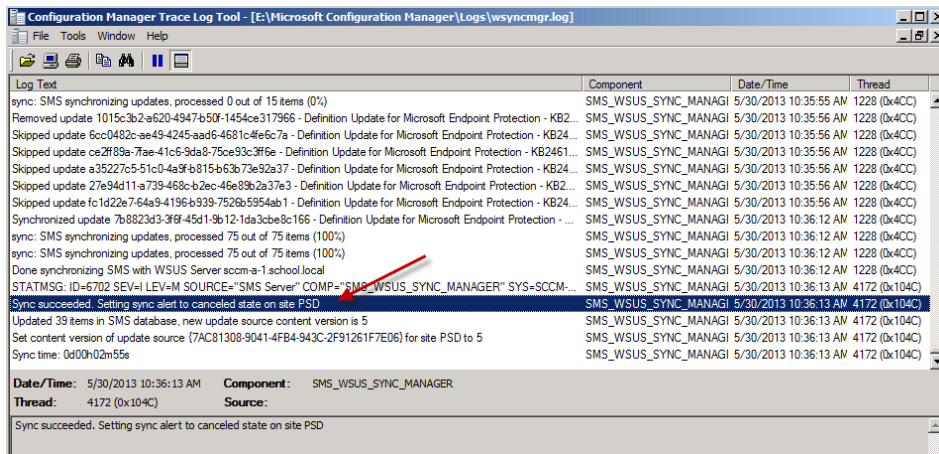 Configuration Manager Trace Log Tool - [E:\Microsoft Configuration Manager\Logs\wsyncmgr.log]
File Tools Window Help
Log Text Component Date/Time Thread
sync: SMS synchronizing updates, processed 0 out of 15 items (0%) SMS_WSUS_SYNC_MANAGI 5/30/2013 10:35:55 AM 1228 (0x4CC)
Removed update 1015c3b2-a620-4947-b50f-1454ce317966 - Definition Update for Microsoft Endpoint Protection - KB2... SMS_WSUS_SYNC_MANAGI 5/30/2013 10:35:56 AM 1228 (0x4CC)
Skipped update 6cc0482c-ae49-4245-aad6-4681c4fe6c7a - Definition Update for Microsoft Endpoint Protection - KB24... SMS_WSUS_SYNC_MANAGI 5/30/2013 10:35:56 AM 1228 (0x4CC)
Skipped update ce2ff89a-7fae-41c6-9da8-75ce93c3ff6e - Definition Update for Microsoft Endpoint Protection - KB2461... SMS_WSUS_SYNC_MANAGI 5/30/2013 10:35:56 AM 1228 (0x4CC)
Skipped update a35227c5-51c0-4a9f-b815-b63b73e92a37 - Definition Update for Microsoft Endpoint Protection - KB24... SMS_WSUS_SYNC_MANAGI 5/30/2013 10:35:56 AM 1228 (0x4CC)
Skipped update 27e94d11-a739-468c-b2ec-46e89b2a37e3 - Definition Update for Microsoft Endpoint Protection - KB2... SMS_WSUS_SYNC_MANAGI 5/30/2013 10:35:56 AM 1228 (0x4CC)
Skipped update fc1d22e7-64a9-4196-b939-7526b5954ab1 - Definition Update for Microsoft Endpoint Protection - KB24... SMS_WSUS_SYNC_MANAGI 5/30/2013 10:35:56 AM 1228 (0x4CC)
Synchronized update 7b8823d3-3f6f-45d1-9b12-1da3cbe8c166 - Definition Update for Microsoft Endpoint Protection - ... SMS_WSUS_SYNC_MANAGI 5/30/2013 10:36:12 AM 1228 (0x4CC)
sync: SMS synchronizing updates, processed 75 out of 75 items (100%) SMS_WSUS_SYNC_MANAGI 5/30/2013 10:36:12 AM 1228 (0x4CC)
sync: SMS synchronizing updates, processed 75 out of 75 items (100%) SMS_WSUS_SYNC_MANAGI 5/30/2013 10:36:12 AM 1228 (0x4CC)
Done synchronizing SMS with WSUS Server sccm-a-1.school.local SMS_WSUS_SYNC_MANAGI 5/30/2013 10:36:12 AM 1228 (0x4CC)
STATMSG: ID=6702 SEV=I LEV=M SOURCE="SMS Server" COMP="SMS_WSUS_SYNC_MANAGER" SYS=SCCM-... SMS_WSUS_SYNC_MANAGI 5/30/2013 10:36:13 AM 4172 (0x104C)
Sync succeeded. Setting sync alert to canceled state on site PSD SMS_WSUS_SYNC_MANAGI 5/30/2013 10:36:13 AM 4172 (0x104C)
Updated 39 items in SMS database, new update source content version is 5 SMS_WSUS_SYNC_MANAGI 5/30/2013 10:36:13 AM 4172 (0x104C)
Set content version of update source {7AC81308-9041-4FB4-943C-2F91261F7E06} for site PSD to 5 SMS_WSUS_SYNC_MANAGI 5/30/2013 10:36:13 AM 4172 (0x104C)
Sync time: 0d00h02m55s SMS_WSUS_SYNC_MANAGI 5/30/2013 10:36:13 AM 4172 (0x104C)
Date/Time: 5/30/2013 10:36:13 AM Component: SMS_WSUS_SYNC_MANAGER
Thread: 4172 (0x104C) Source:
Sync succeeded. Setting sync alert to canceled state on site PSD